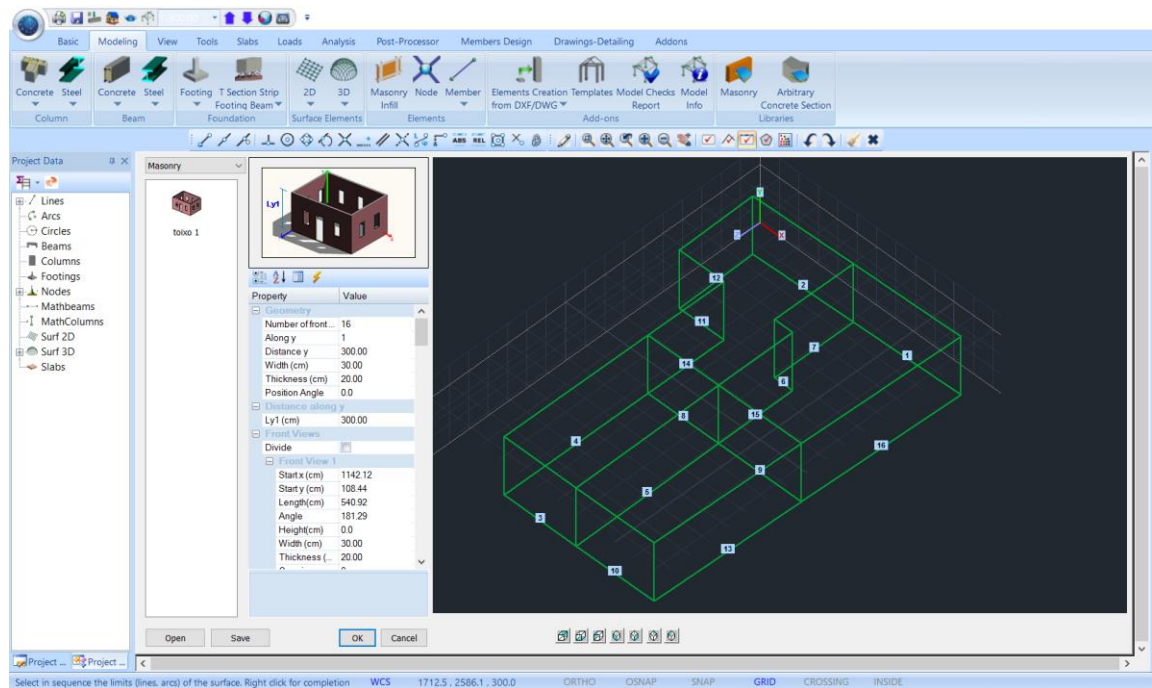 Basic Modeling View Tools Slabs Loads Analysis Post-Processor Members Design Drawings-Detailing Addons
Concrete Steel Concrete Steel Footing T Section Strip 2D 3D Masonry Node Member Elements Creation Templates Model Checks Model Masonry Arbitrary
Footing Beam Infill from DXF/DWG Report Info Concrete Section
Column Beam Foundation Surface Elements Elements Add-ons Libraries
ABS REL
Project Data
Lines
Arcs
Circles
Beams
Columns
Footings
Nodes
Mathbeams
MathColumns
Surf 2D
Surf 3D
Slabs
Project ... Project ...
Masonry
toixo 1
Open Save
Ly1
Property Value
Geometry
Number of front... 16
Along y 1
Distance y 300.00
Width (cm) 30.00
Thickness (cm) 20.00
Position Angle 0.0
Distance along y
Ly1 (cm) 300.00
Front Views
Divide
Front View 1
Start x (cm) 1142.12
Start y (cm) 108.44
Length(cm) 540.92
Angle 181.29
Height(cm) 0.0
Width (cm) 30.00
Thickness (... 20.00
OK Cancel
Y
Z X
12
2
11
7
1
14
6
8
15
4
16
9
5
3
13
10
Select in sequence the limits (lines, arcs) of the surface. Right click for completion WCS 1712.5 , 2586.1 , 300.0 ORTHO OSNAP SNAP GRID CROSSING INSIDE